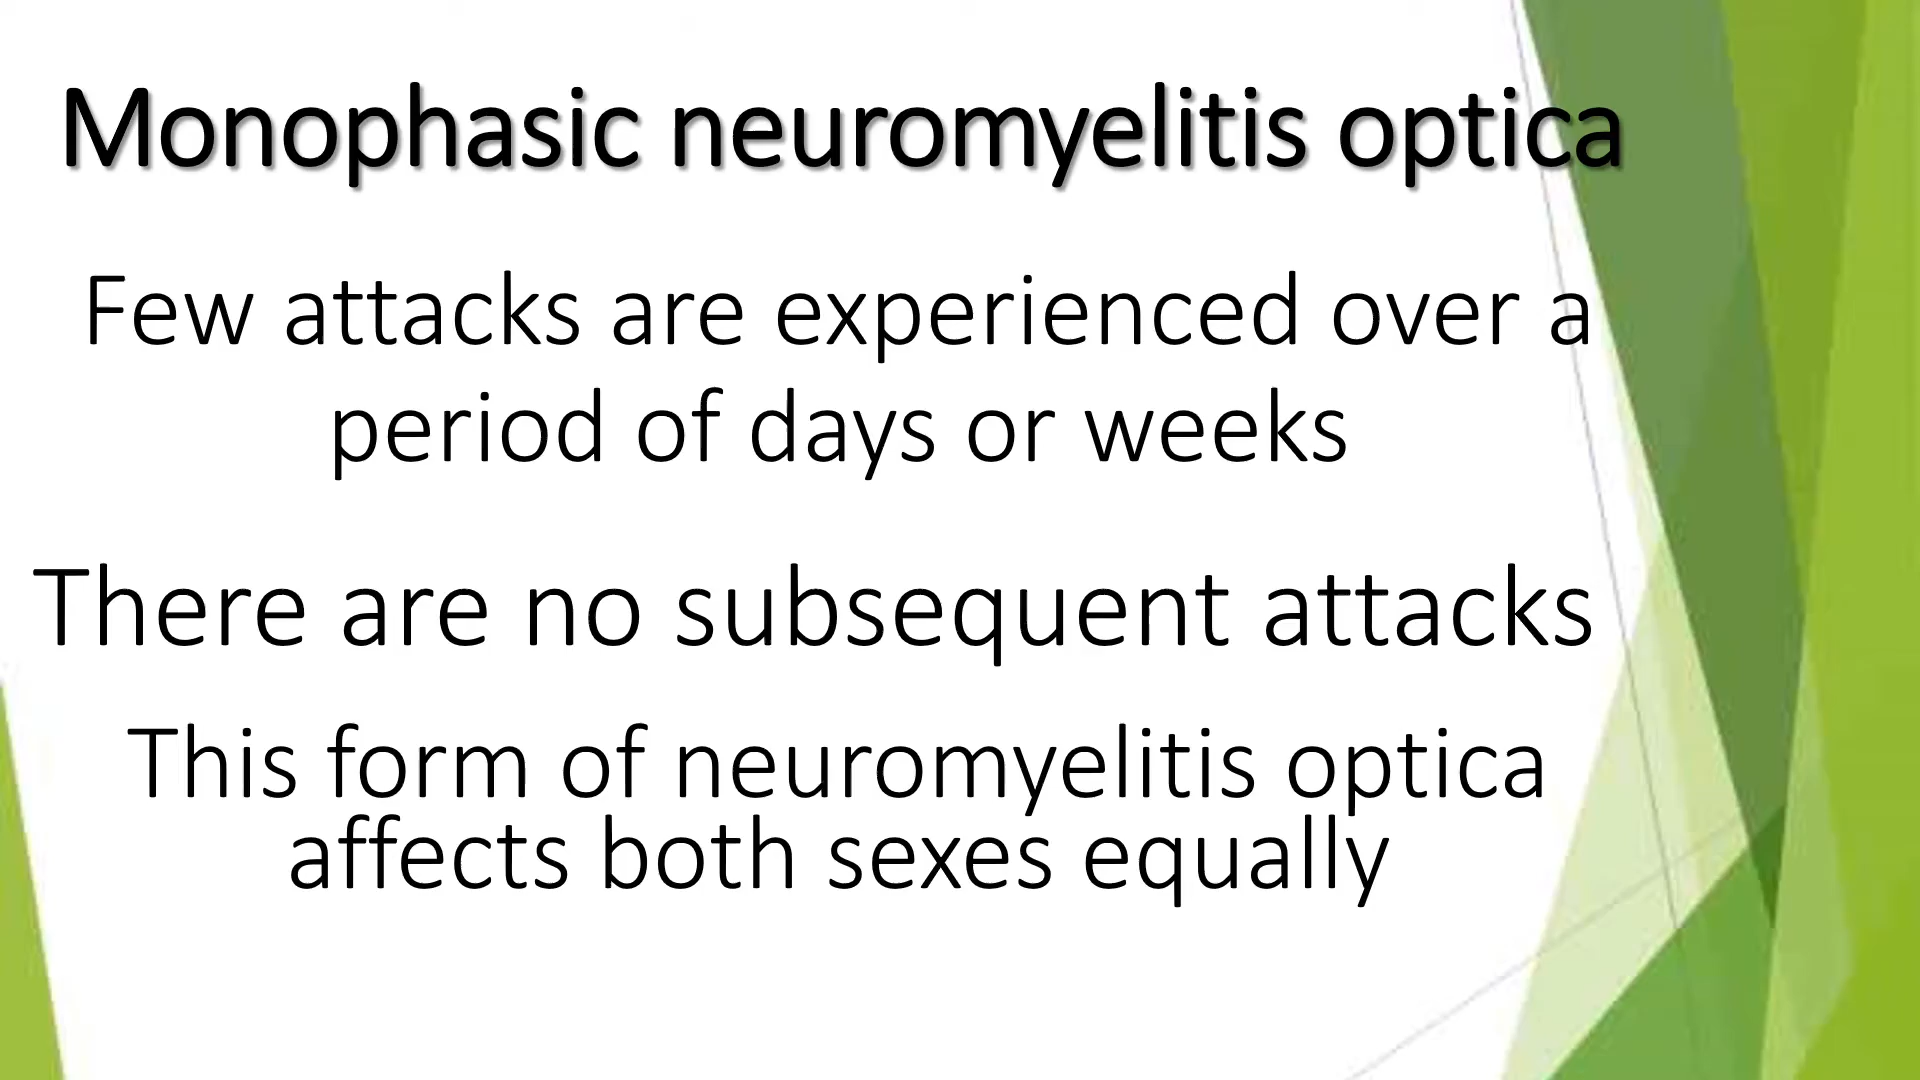 Monophasic neuromyelitis optica
Few attacks are experienced over a
period of days or weeks
There are no subsequent attacks
This form of neuromyelitis optica
affects both sexes equally